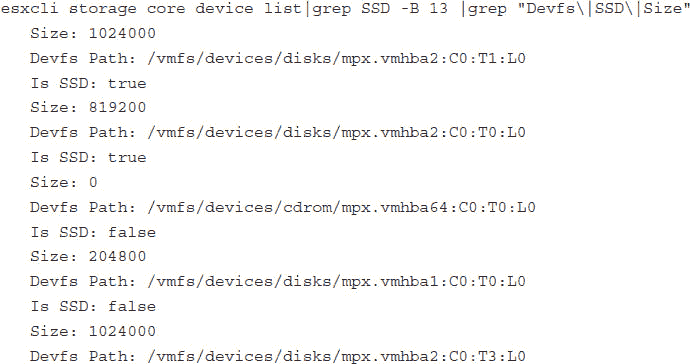 esxcli storage core device list|grep SSD -B 13 |grep "Devfs\|SSD\|Size"
Size: 1024000
Devfs Path: /vmfs/devices/disks/mpx.vmhba2:C0:T1:L0
Is SSD: true
Size: 819200
Devfs Path: /vmfs/devices/disks/mpx.vmhba2:C0:T0:L0
Is SSD: true
Size: 0
Devfs Path: /vmfs/devices/cdrom/mpx.vmhba64:C0:T0:L0
Is SSD: false
Size: 204800
Devfs Path: /vmfs/devices/disks/mpx.vmhba1:C0:T0:L0
Is SSD: false
Size: 1024000
Devfs Path: /vmfs/devices/disks/mpx.vmhba2:C0:T3:L0